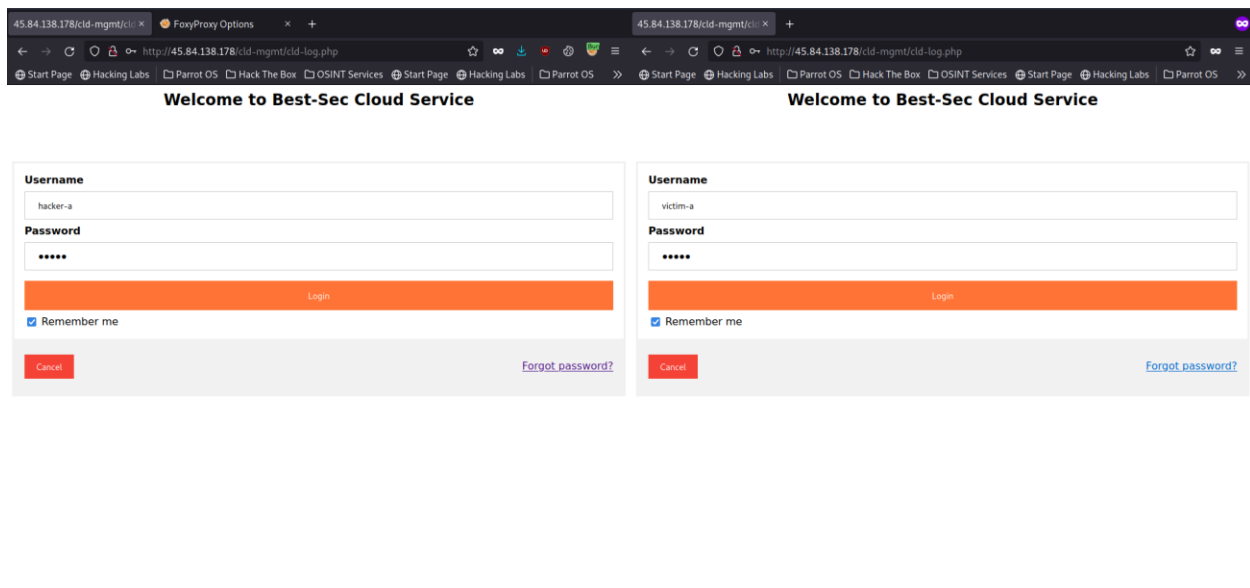 45.84.138.178/cld-mgmt/cld
FoxyProxy Options
http://45.84.138.178/cld-mgmt/cld-log.php
Start Page Hacking Labs Parrot OS Hack The Box OSINT Services Start Page Hacking Labs Parrot OS
Welcome to Best-Sec Cloud Service
Username
hacker-a
Password
Login
Remember me
Cancel Forgot password?
45.84.138.178/cld-mgmt/cld
http://45.84.138.178/cld-mgmt/cld-log.php
Start Page Hacking Labs Parrot OS Hack The Box OSINT Services Start Page Hacking Labs Parrot OS
Welcome to Best-Sec Cloud Service
Username
victim-a
Password
Login
Remember me
Cancel Forgot password?